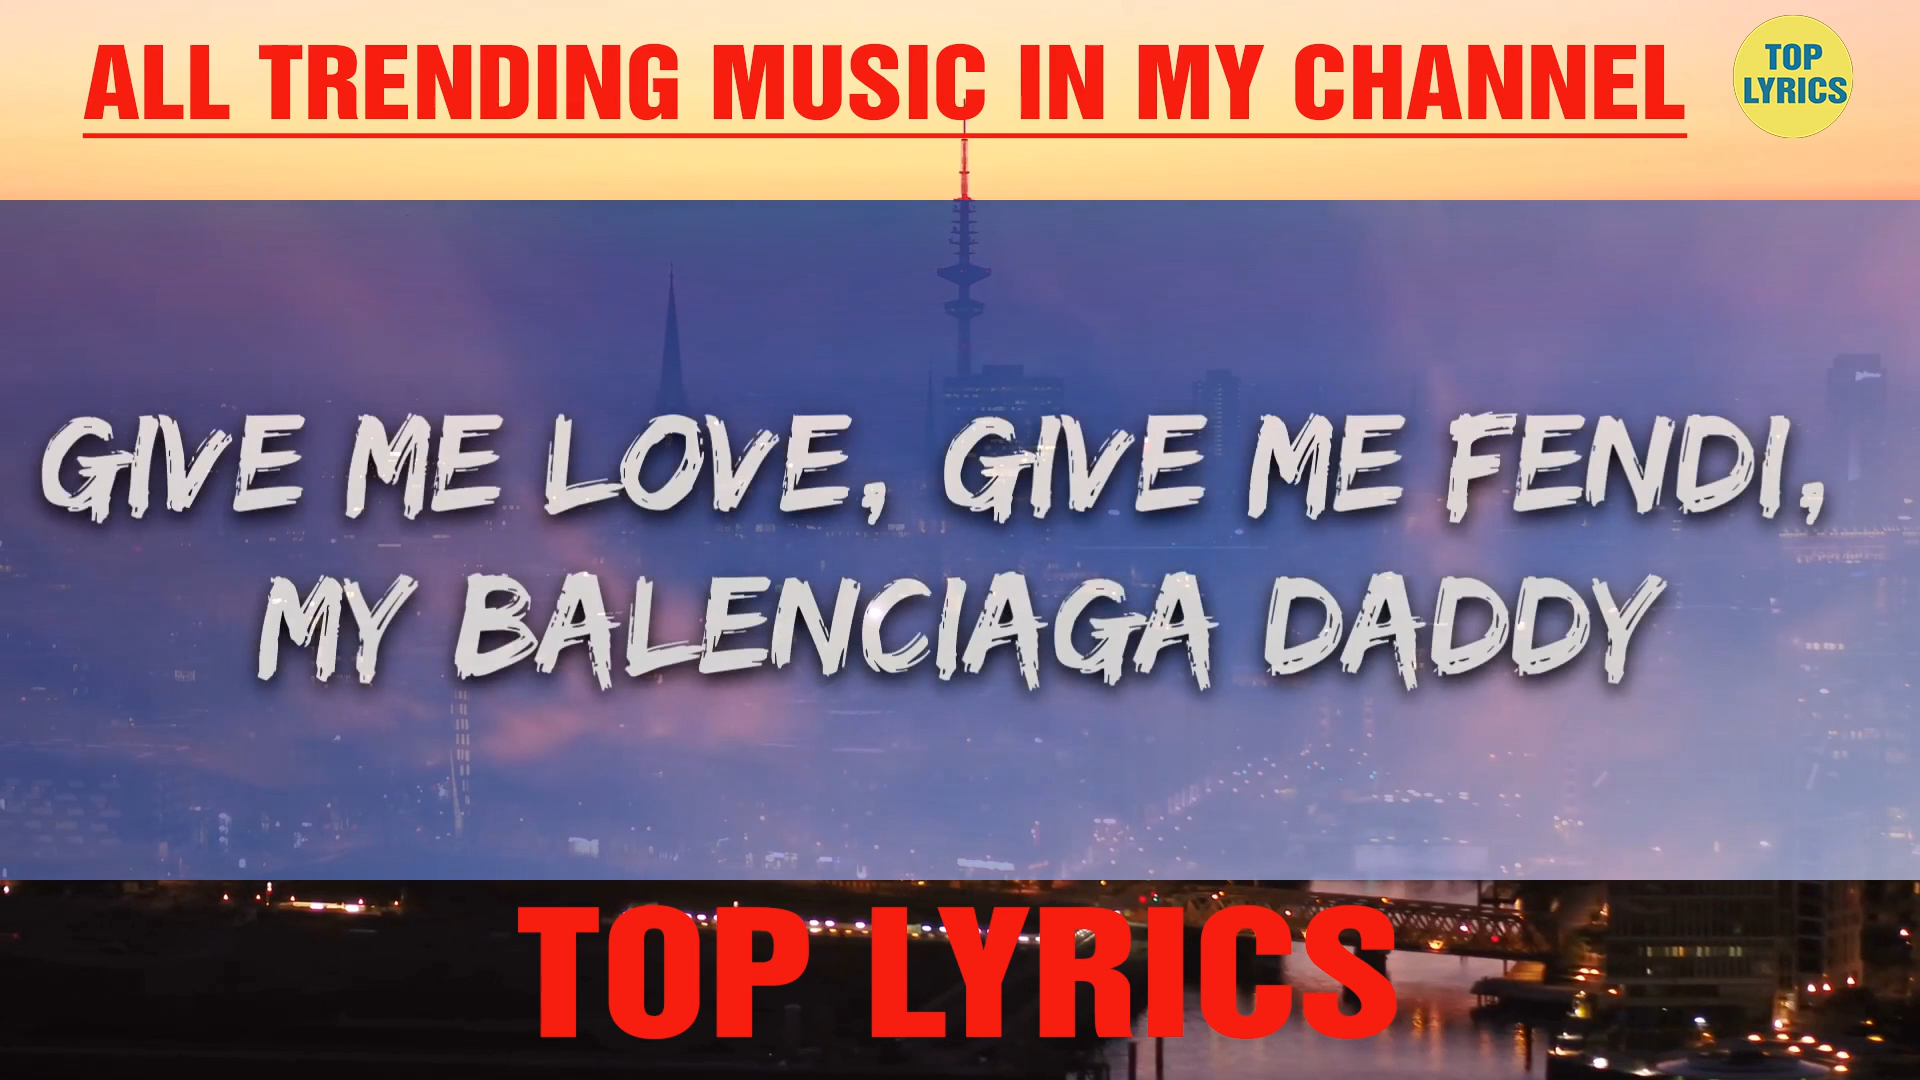 ALL TRENDING MUSIC IN MY CHANNEL
TOP
LYRICS
GIVE ME LOVE, GIVE ME FENDI,
MY BALENCIAGA DADDY
TOP LYRICS